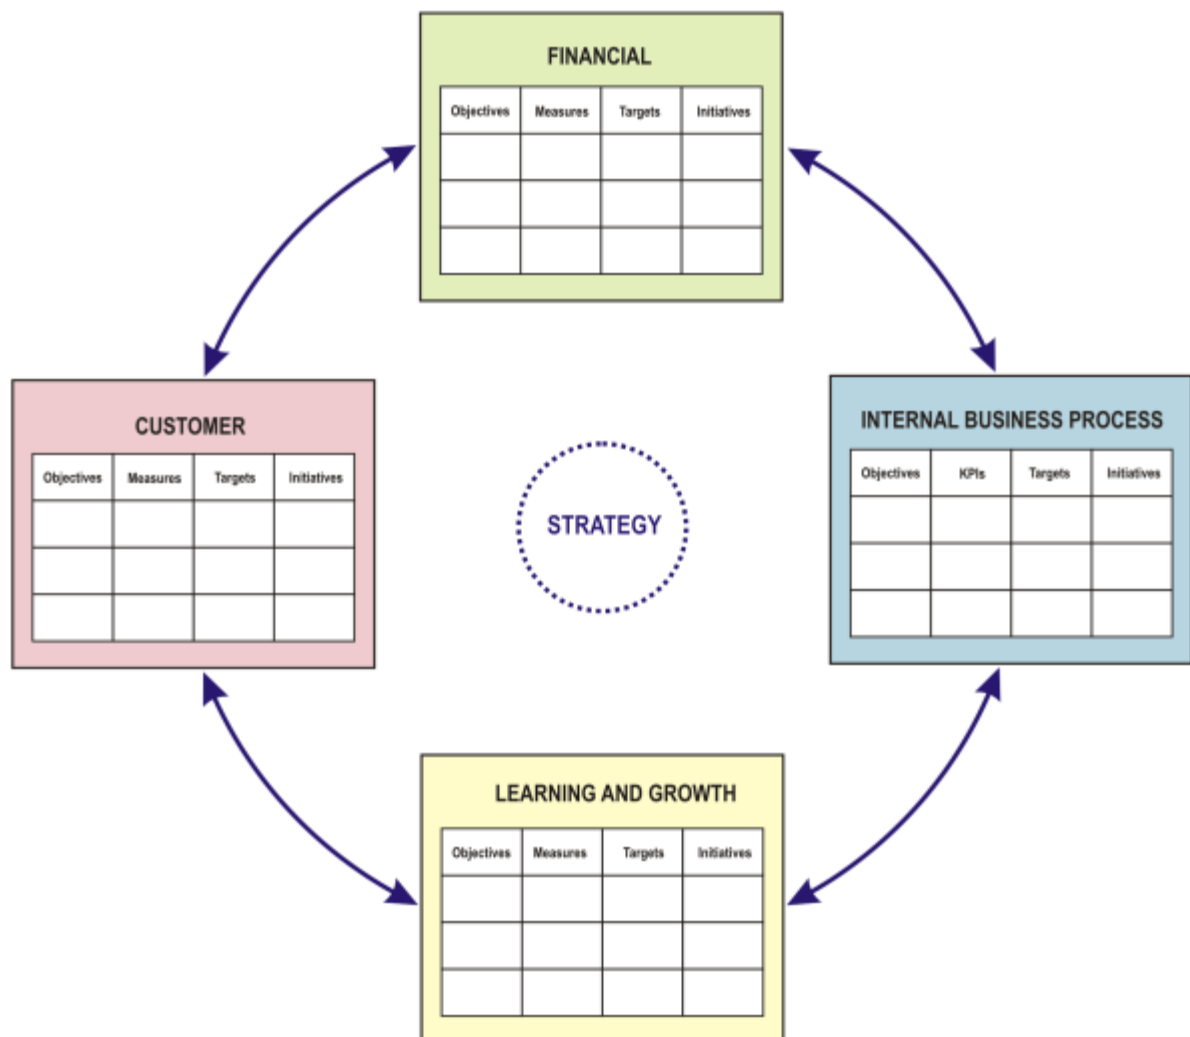 FINANCIAL
Objectives Measures Targets Initiatives
CUSTOMER
Objectives Measures Targets Initiatives
STRATEGY
INTERNAL BUSINESS PROCESS
Objectives KPIs Targets Initiatives
LEARNING AND GROWTH
Objectives Measures Targets Initiatives